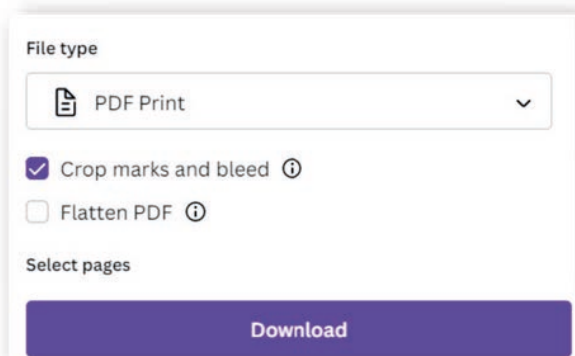 File type
PDF Print
Crop marks and bleed
Flatten PDF
Select pages
Download